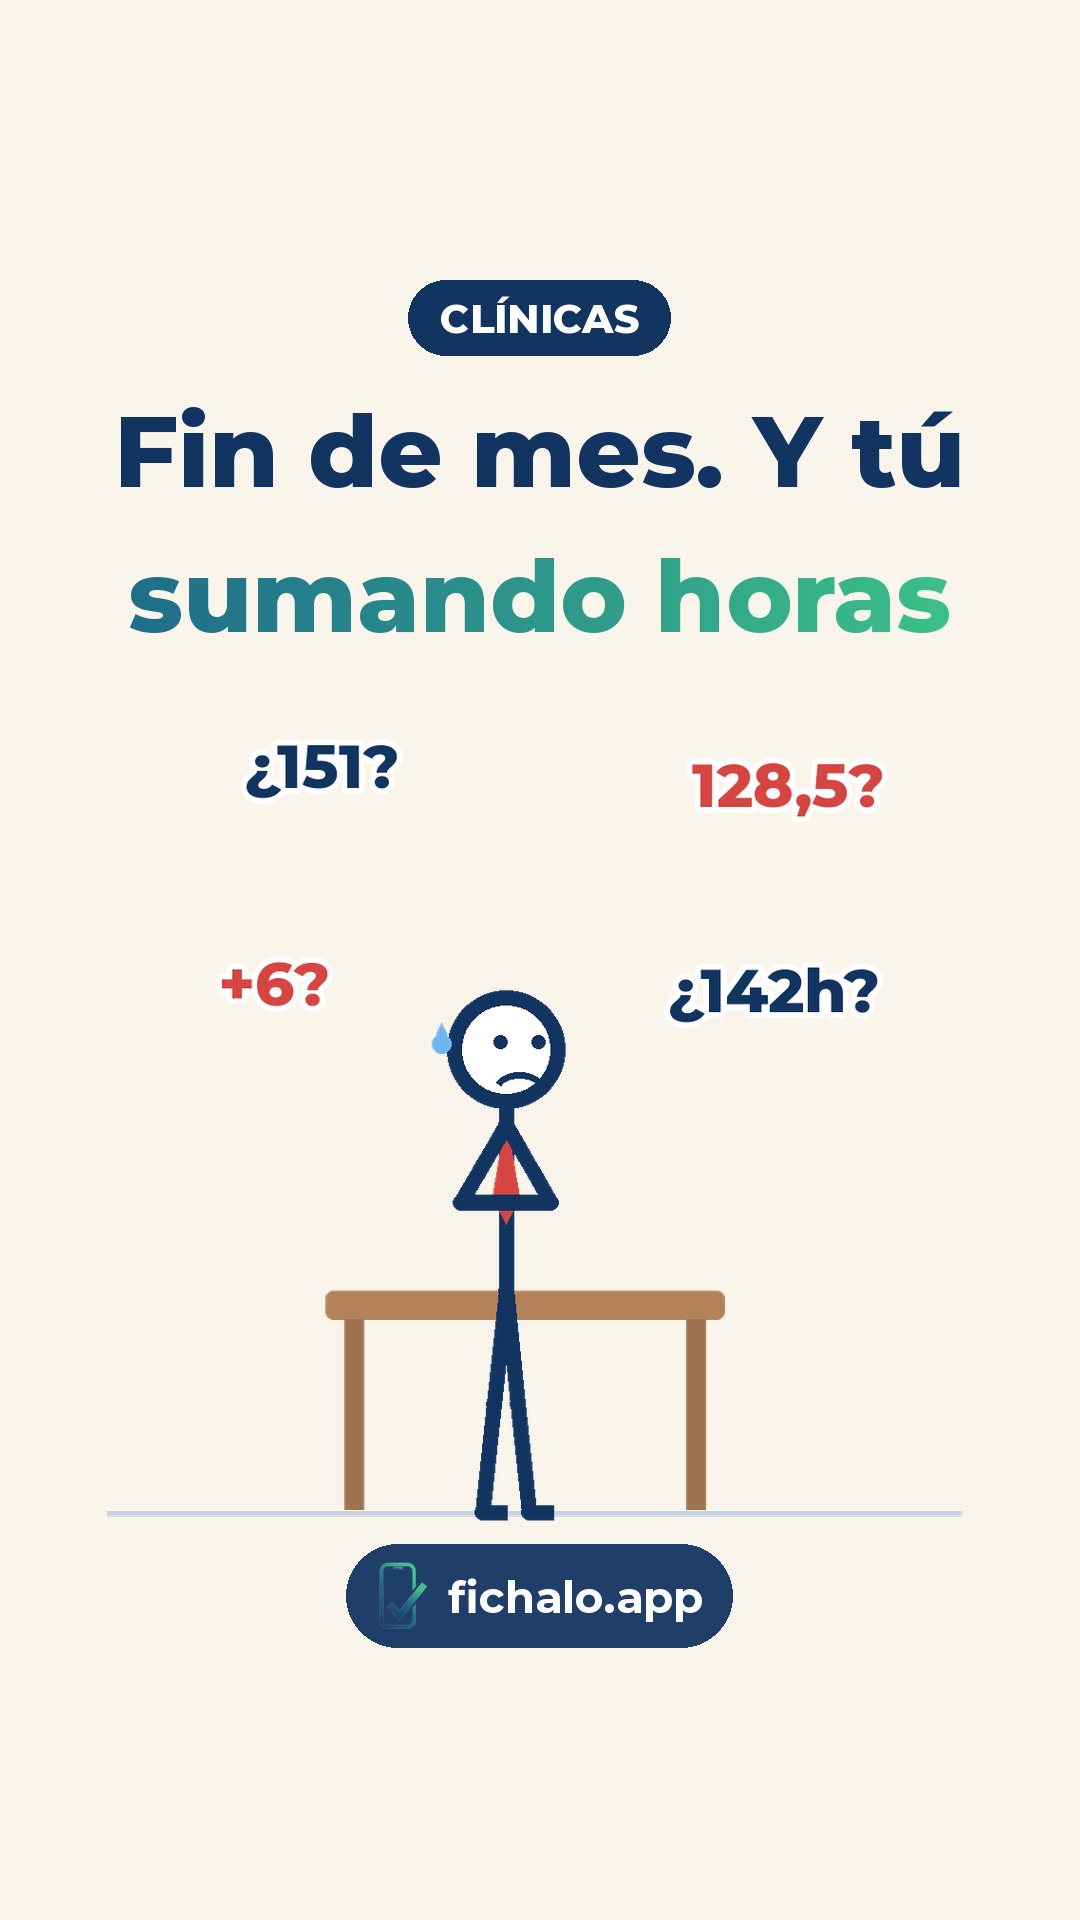 CLÍNICAS
Fin de mes. Y tú
sumando horas
¿151?
128,5?
+6?
¿142h?
fichalo.app